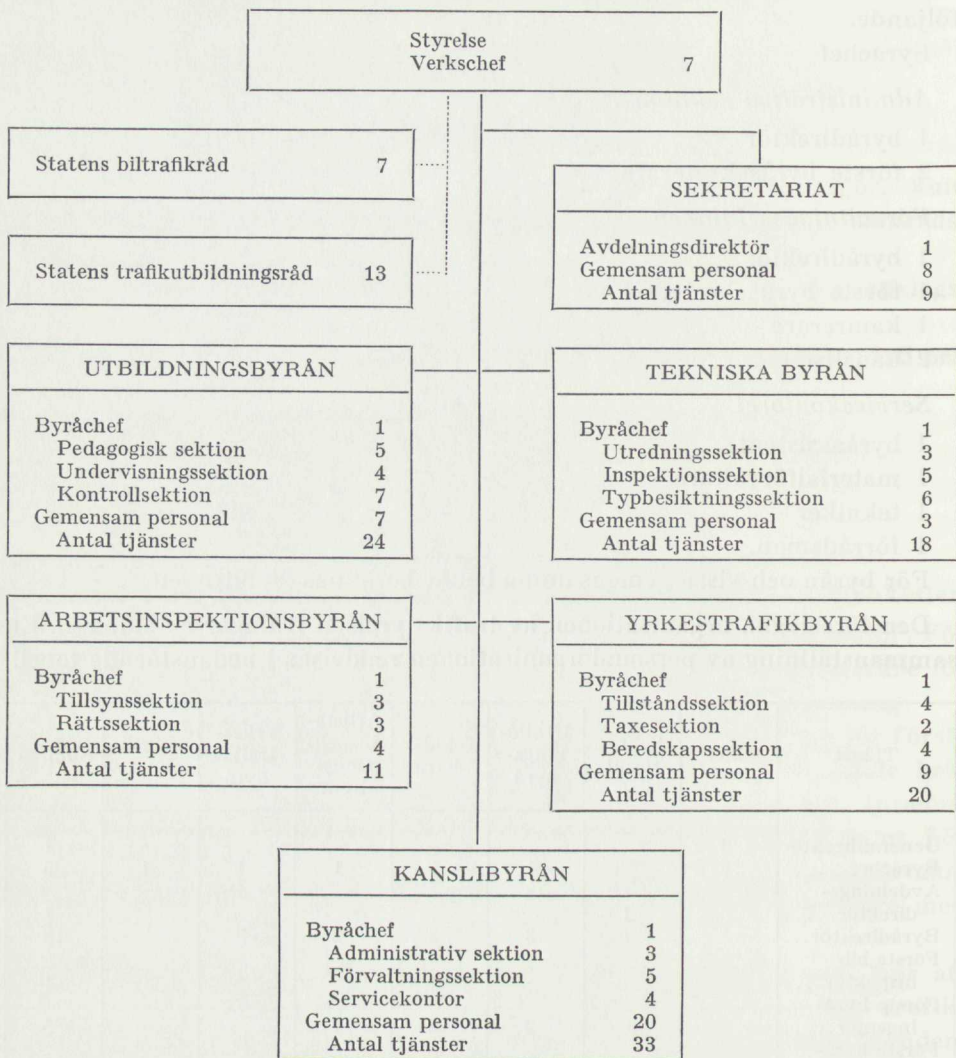 Styrelse
Verkschef 7
Statens biltrafikråd 7
Statens trafikutbildningsråd 13
SEKRETARIAT
Avdelningsdirektör 1
Gemensam personal 8
Antal tjänster 9
UTBILDNINGSBYRÅN
Byråchef 1
Pedagogisk sektion 5
Undervisningssektion 4
Kontrollsektion 7
Gemensam personal 7
Antal tjänster 24
TEKNISKA BYRÅN
Byråchef 1
Utredningssektion 3
Inspektionssektion 5
Typbesiktningssektion 6
Gemensam personal 3
Antal tjänster 18
ARBETSINSPEKTIONSBYRÅN
Byråchef 1
Tillsynssektion 3
Rättssektion 3
Gemensam personal 4
Antal tjänster 11
YRKESTRAFIKBYRÅN
Byråchef 1
Tillståndssektion 4
Taxesektion 2
Beredskapssektion 4
Gemensam personal 9
Antal tjänster 20
KANSLIBYRÅN
Byråchef 1
Administrativ sektion 3
Förvaltningssektion 5
Servicekontor 4
Gemensam personal 20
Antal tjänster 33